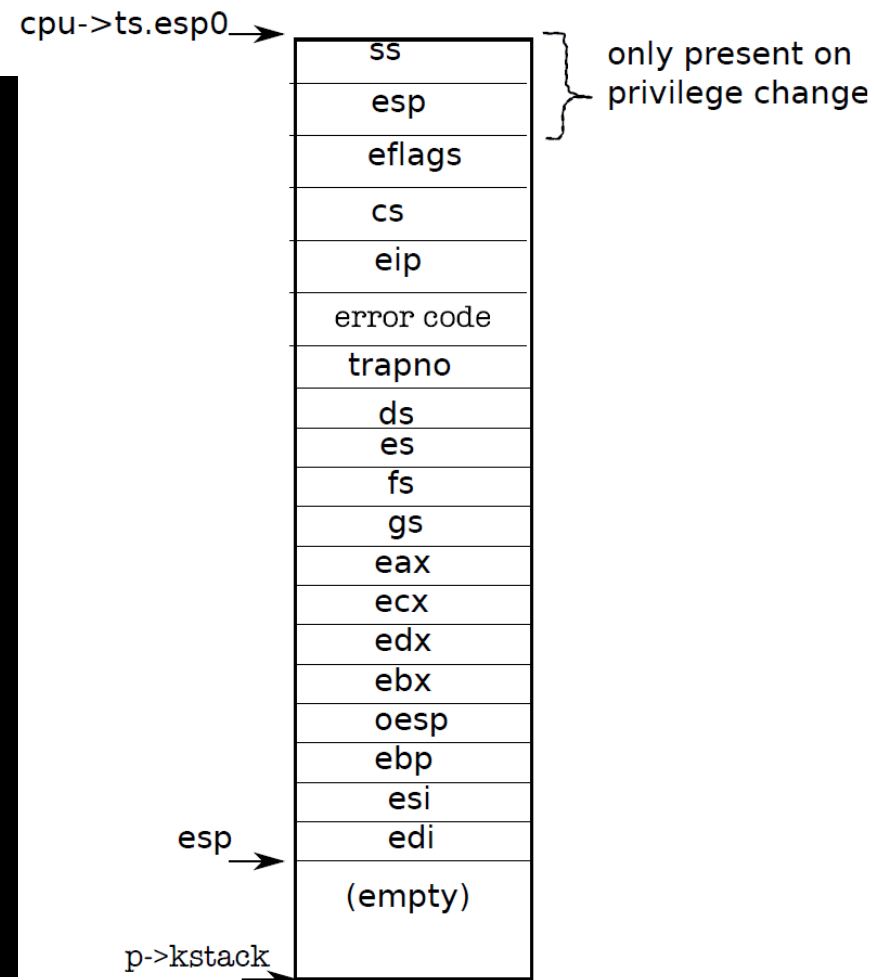 cpu->ts.esp0
ss
only present on
privilege change
esp
eflags
cs
eip
error code
trapno
ds
es
fs
gs
eax
ecx
edx
ebx
oesp
ebp
esi
esp
edi
(empty)
p->kstack